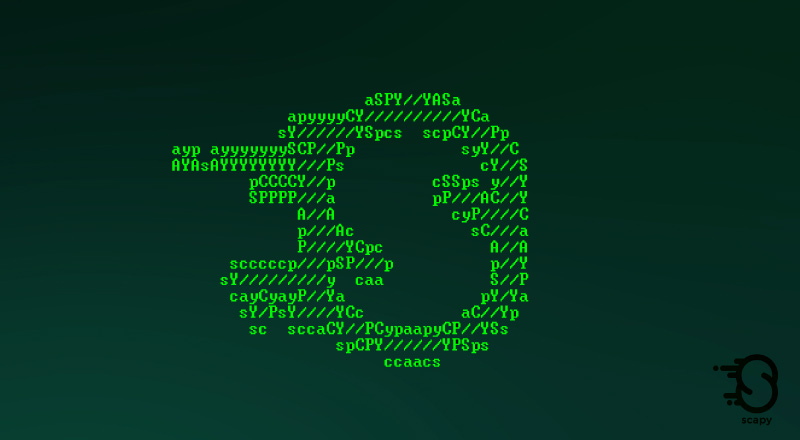 aSPY//YASa
apyyyyCY//////////YCa
sY//////YSpcs  scpCY//Pp
ayp ayyyyyyySCP//Pp           syY//C
AYAsAYYYYYYYY///Ps              cY//S
pCCCCY//p          cSSps y//Y
SPPPP///a          pP///AC//Y
A//A            cyP////C
p///Ac            sC///a
P////YCpc           A//A
scccccp///pSP///p          p//Y
sY/////////y  caa           S//P
cayCyayP//Ya              pY/Ya
sY/PsY////YCc          aC//Yp
sc  sccaCY//PCypaapyCP//YSs
spCPY//////YPSps
ccaacs
scapy